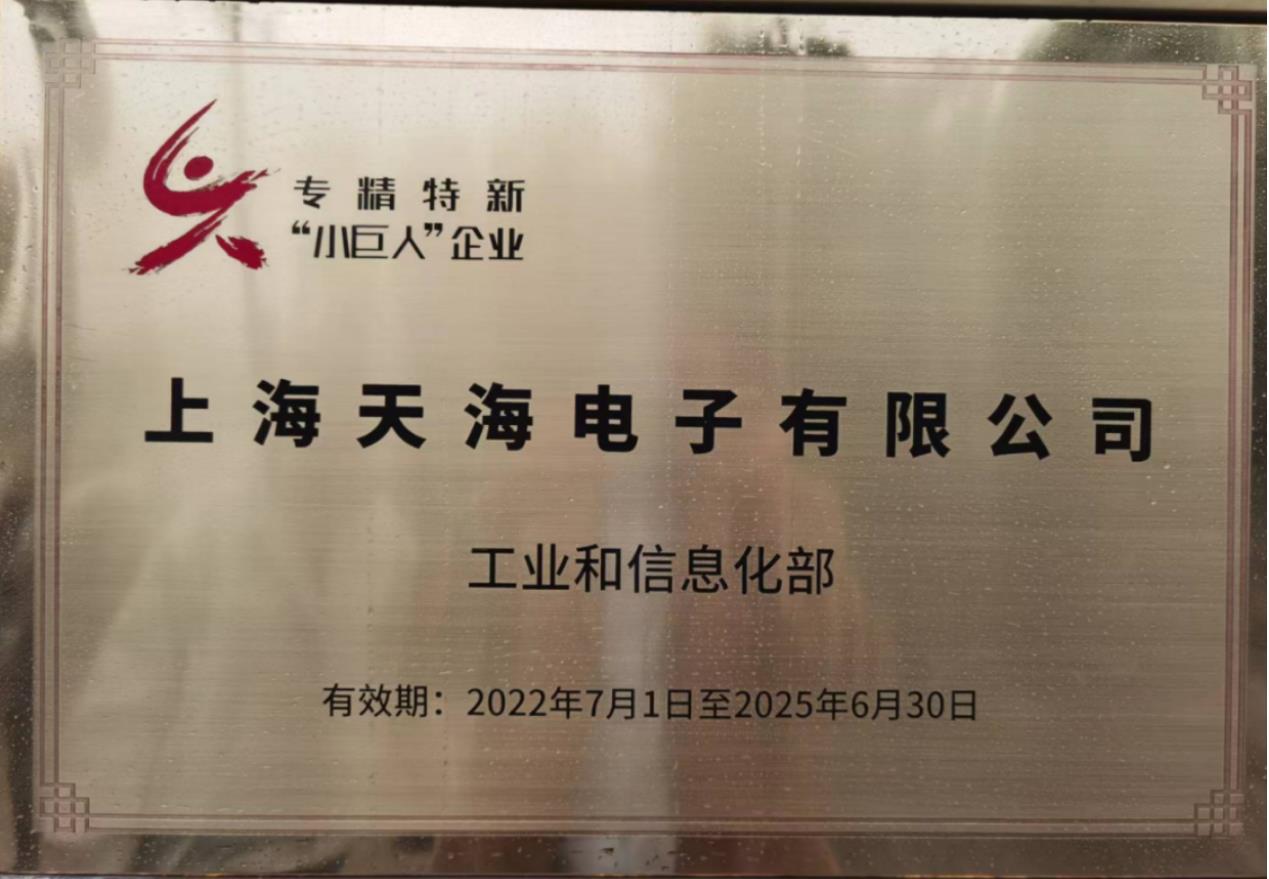 专精特新
“小巨人”企业
上海天海电子有限公司
工业和信息化部
有效期：2022年7月1日至2025年6月30日